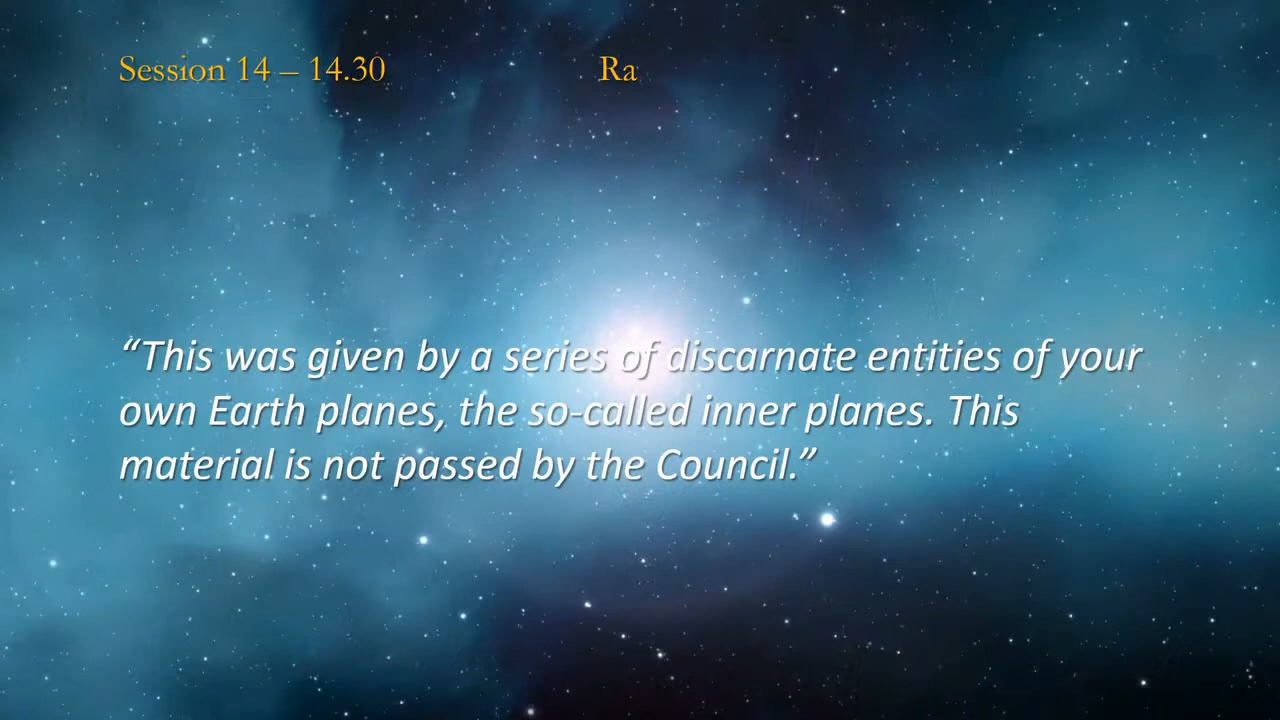 Session 14 – 14.30 Ra
“This was given by a series of discarnate entities of your
own Earth planes, the so-called inner planes. This
material is not passed by the Council.”